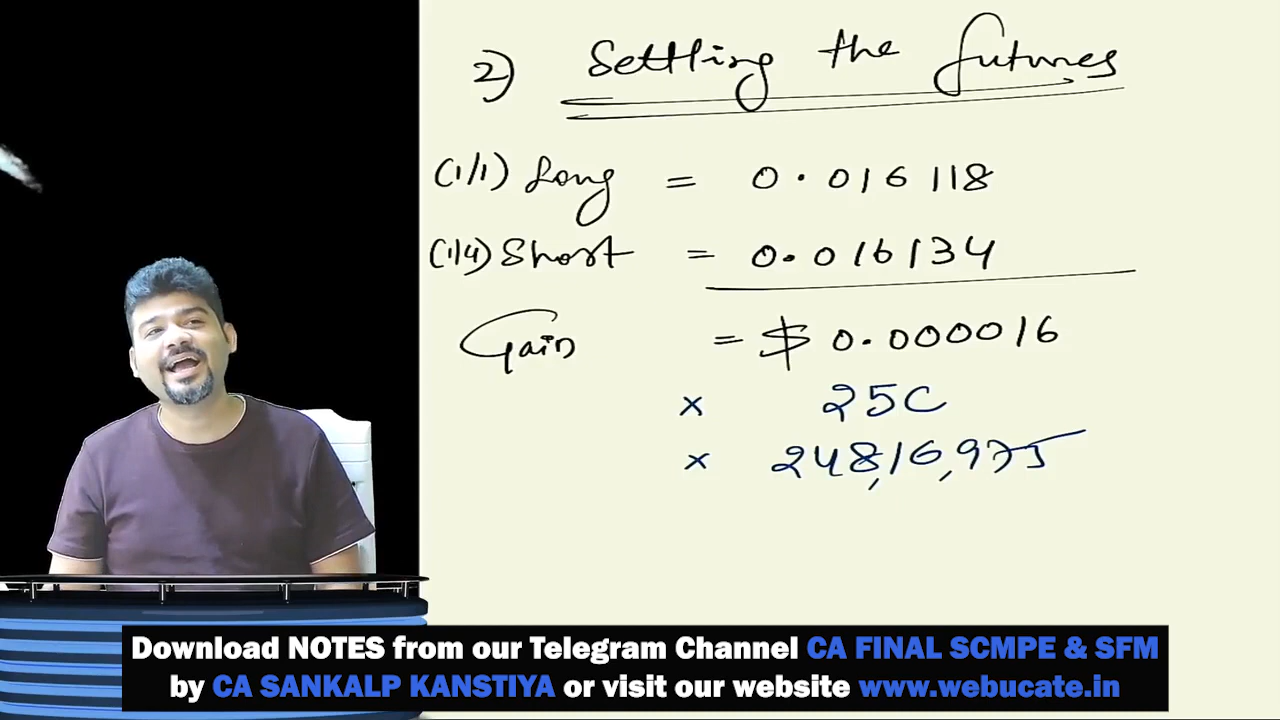 2) Settling the futures
(1/1) Long = 0.016118
(1/4) Short = 0.016134
Gain = $ 0.000016
× 25C
× 248,16,975
Download NOTES from our Telegram Channel CA FINAL SCMPE & SFM
by CA SANKALP KANSTIYA or visit our website www.webucate.in